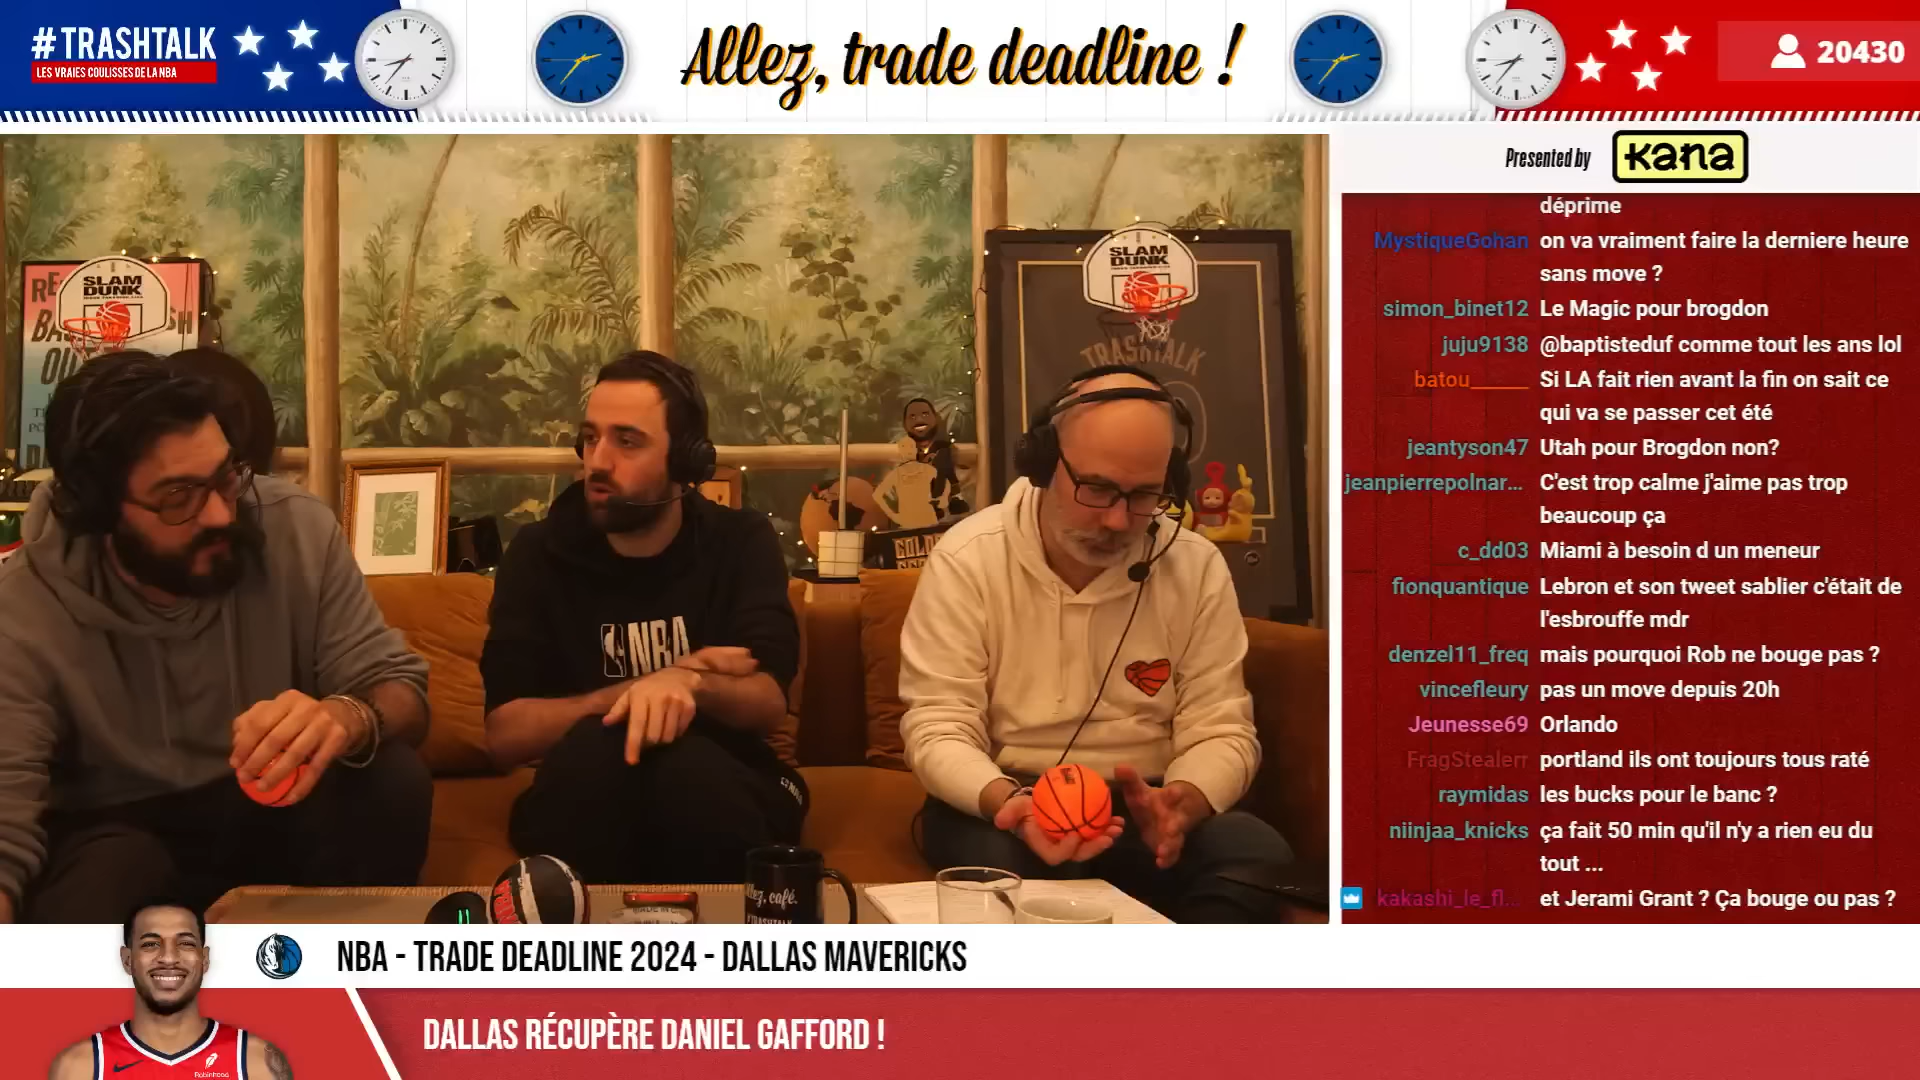 #TRASHTALK
LES VRAIES COULISSES DE LA NBA
Allez, trade deadline !
20430
Presented by
kana
déprime
MystiqueGohan on va vraiment faire la derniere heure
sans move ?
simon_binet12 Le Magic pour brogdon
juju9138 @baptisteduf comme tout les ans lol
batou______ Si LA fait rien avant la fin on sait ce
qui va se passer cet été
jeantyson47 Utah pour Brogdon non?
jeanpierrepolnar... C'est trop calme j'aime pas trop
beaucoup ça
c_dd03 Miami à besoin d un meneur
fionquantique Lebron et son tweet sablier c'était de
l'esbrouffe mdr
denzel11_freq mais pourquoi Rob ne bouge pas ?
vincefleury pas un move depuis 20h
Jeunesse69 Orlando
FragStealerr portland ils ont toujours tous raté
raymidas les bucks pour le banc ?
niinjaa_knicks ça fait 50 min qu'il n'y a rien eu du
tout ...
kakashi_le_fl... et Jerami Grant ? Ça bouge ou pas ?
SLAM
DUNK
SLAM
DUNK
TRASHTALK
NBA
NBA
Allez, café.
#TRASHTALK
NBA - TRADE DEADLINE 2024 - DALLAS MAVERICKS
DALLAS RÉCUPÈRE DANIEL GAFFORD !
Robinhood